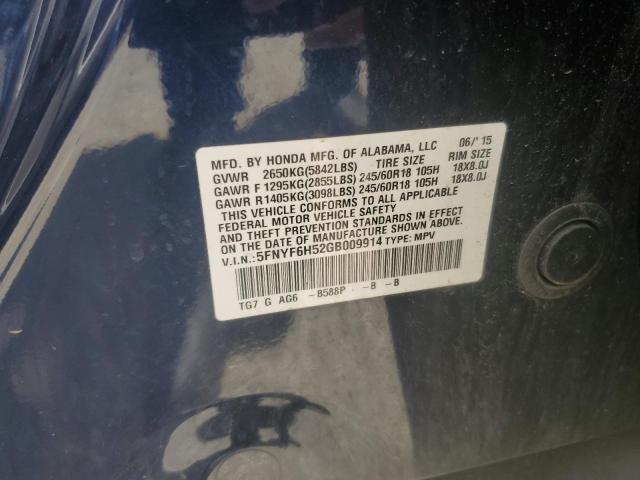 MFD. BY HONDA MFG. OF ALABAMA, LLC 06/'15
GVWR 2650KG(5842LBS) TIRE SIZE RIM SIZE
GAWR F 1295KG(2855LBS) 245/60R18 105H 18X8.0J
GAWR R 1405KG(3098LBS) 245/60R18 105H 18X8.0J
THIS VEHICLE CONFORMS TO ALL APPLICABLE
FEDERAL MOTOR VEHICLE SAFETY
AND THEFT PREVENTION STANDARDS IN EFFECT
ON THE DATE OF MANUFACTURE SHOWN ABOVE.
V.I.N.:5FNYF6H52GB009914 TYPE: MPV
TG7 G AG6 -B588P -B -B